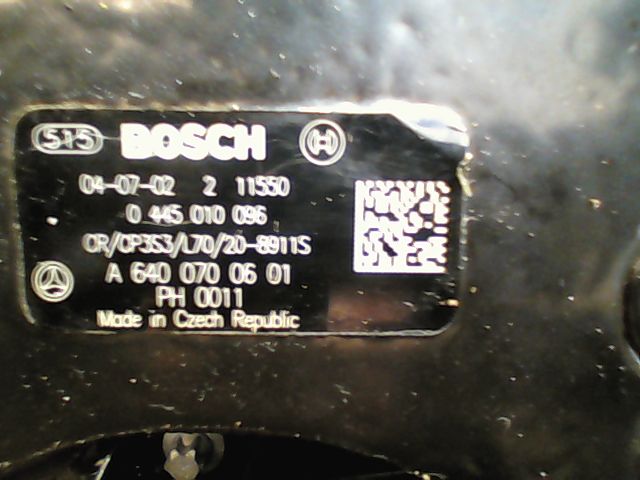 515 BOSCH H
04-07-02 2 11550
0 445 010 096
CR/CP3S3/L70/20-8911S
A 640 070 06 01
PH 0011
Made in Czech Republic